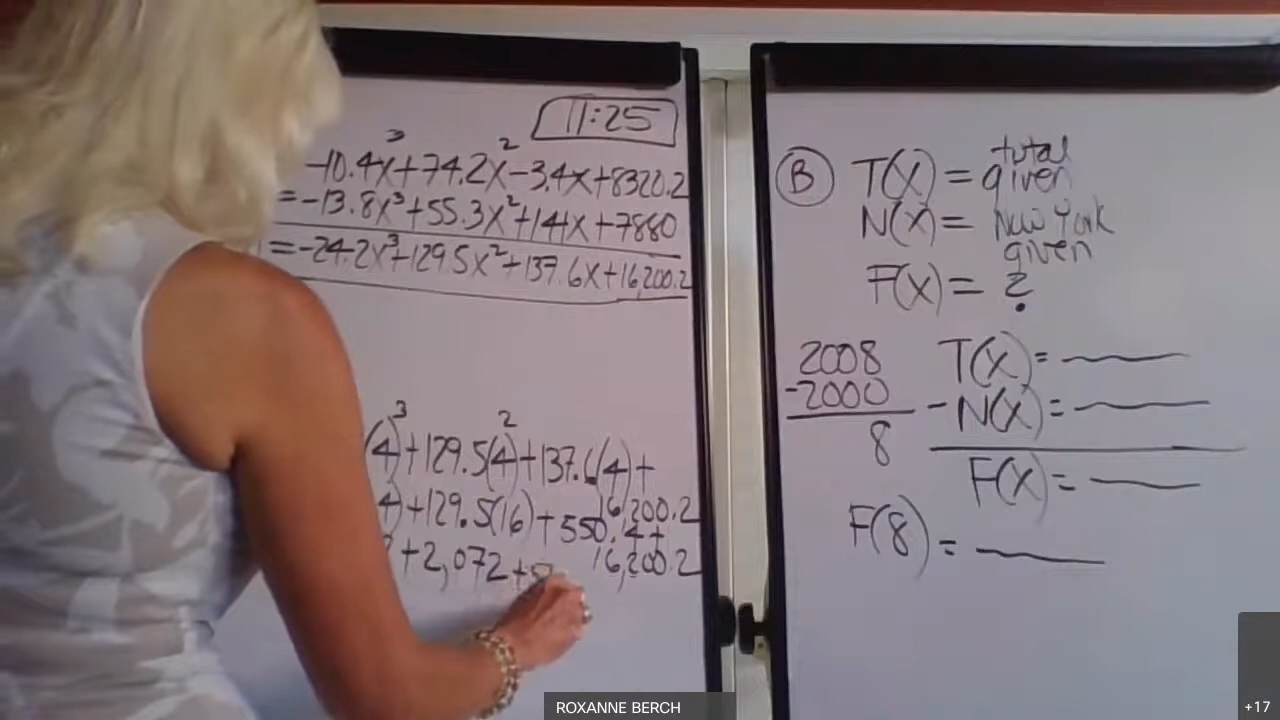 11:25
-10.4x³+74.2x²-3.4x+8320.2
=-13.8x³+55.3x²+141x+7880
=-24.2x³+129.5x²+137.6x+16,200.2
(4)³+129.5(4)²+137.6(4)+
16,200.2
4)+129.5(16)+550.4+
16,200.2
+2,072+5
B T(x)= total given
N(x)= New York given
F(x)= ?
2008
-2000
8
T(x)=
-N(x)=
F(x)=
F(8)=
ROXANNE BERCH
+17